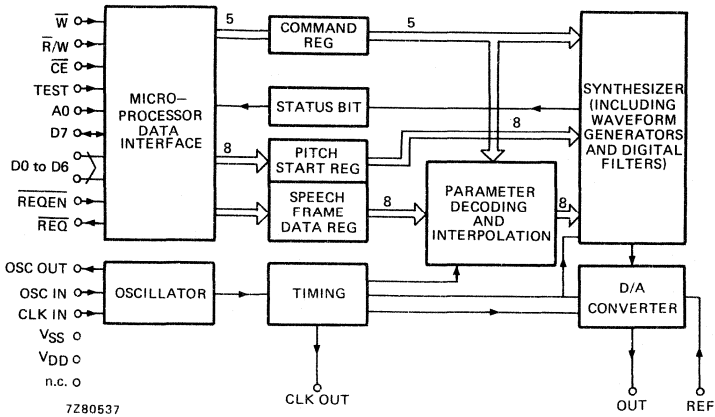 W
R/W
CE
TEST
A0
D7
D0 to D6
REQEN
REQ
OSC OUT
OSC IN
CLK IN
VSS
VDD
n.c.
MICRO–
PROCESSOR
DATA
INTERFACE
5
COMMAND
REG
5
STATUS BIT
8
PITCH
START REG
8
SPEECH
FRAME
DATA REG
8
PARAMETER
DECODING
AND
INTERPOLATION
8
SYNTHESIZER
(INCLUDING
WAVEFORM
GENERATORS
AND DIGITAL
FILTERS)
OSCILLATOR
TIMING
D/A
CONVERTER
CLK OUT
OUT
REF
7Z80537